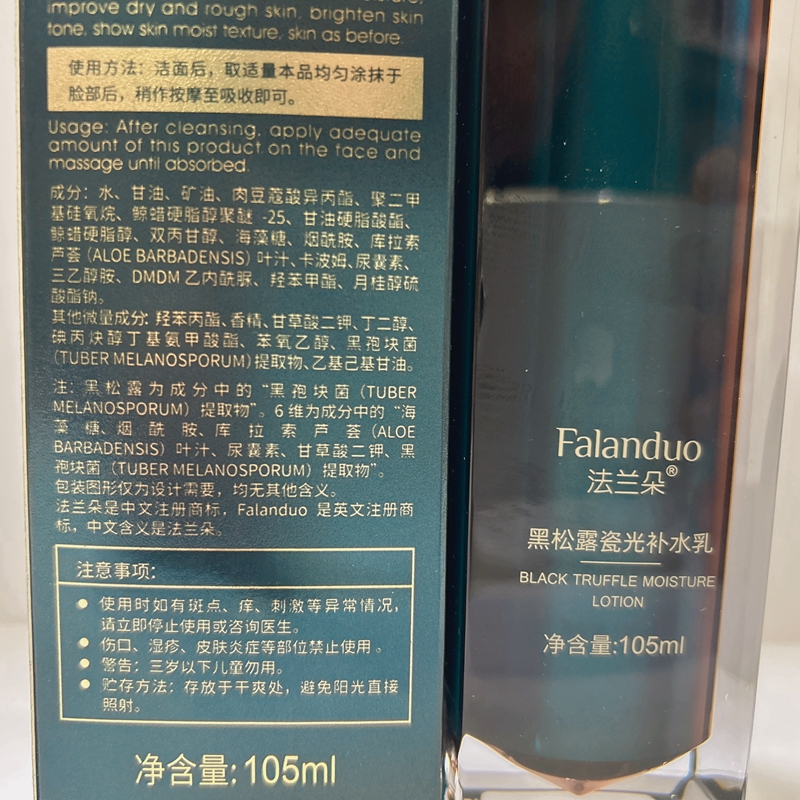 improve dry and rough skin, brighten skin
tone, show skin moist texture, skin as before.
使用方法：洁面后，取适量本品均匀涂抹于
脸部后，稍作按摩至吸收即可。
Usage: After cleansing, apply adequate
amount of this product on the face and
massage until absorbed.
成分：水、甘油、矿油、肉豆蔻酸异丙酯、聚二甲
基硅氧烷、鲸蜡硬脂醇聚醚 -25、甘油硬脂酸酯、
鲸蜡硬脂醇、双丙甘醇、海藻糖、烟酰胺、库拉索
芦荟 (ALOE BARBADENSIS) 叶汁、卡波姆、尿囊素、
三乙醇胺、DMDM 乙内酰脲、羟苯甲酯、月桂醇硫
酸酯钠。
其他微量成分: 羟苯丙酯、香精、甘草酸二钾、丁二醇、
碘丙炔醇丁基氨甲酸酯、苯氧乙醇、黑孢块菌
(TUBER MELANOSPORUM)提取物、乙基己基甘油。
注：黑松露为成分中的“黑孢块菌 (TUBER
MELANOSPORUM) 提取物”。6 维为成分中的“海
藻糖、烟酰胺、库拉索芦荟 (ALOE
BARBADENSIS) 叶汁、尿囊素、甘草酸二钾、黑
孢块菌 (TUBER MELANOSPORUM) 提取物”。
包装图形仅为设计需要，均无其他含义。
法兰朵是中文注册商标，Falanduo 是英文注册商
标，中文含义是法兰朵。
注意事项:
● 使用时如有斑点、痒、刺激等异常情况，
请立即停止使用或咨询医生。
● 伤口、湿疹、皮肤炎症等部位禁止使用。
● 警告：三岁以下儿童勿用。
● 贮存方法：存放于干爽处，避免阳光直接
照射。
净含量: 105ml
Falanduo
法兰朵®
黑松露瓷光补水乳
BLACK TRUFFLE MOISTURE
LOTION
净含量:105ml